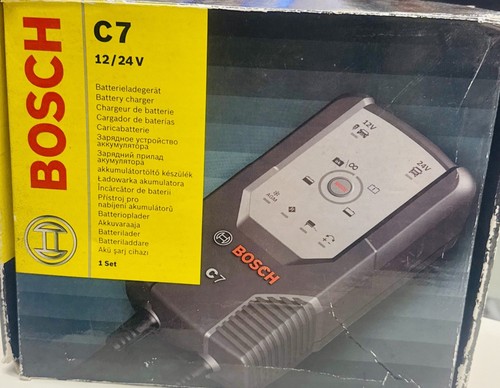 BOSCH
C7
12/24 V
Batterieladegerät
Battery charger
Chargeur de batterie
Cargador de baterías
Caricabatterie
Зарядное устройство
аккумулятора
Зарядний прилад
акумулятора
akkumulátortöltő készülék
Ładowarka akumulatora
Încărcător de baterii
Přístroj pro
nabíjení akumulátorů
Batterioplader
Akkuvaraaja
Batterilader
Batteriladdare
Akü şarj cihazı
1 Set
12V
24V
AGM
BOSCH
C7